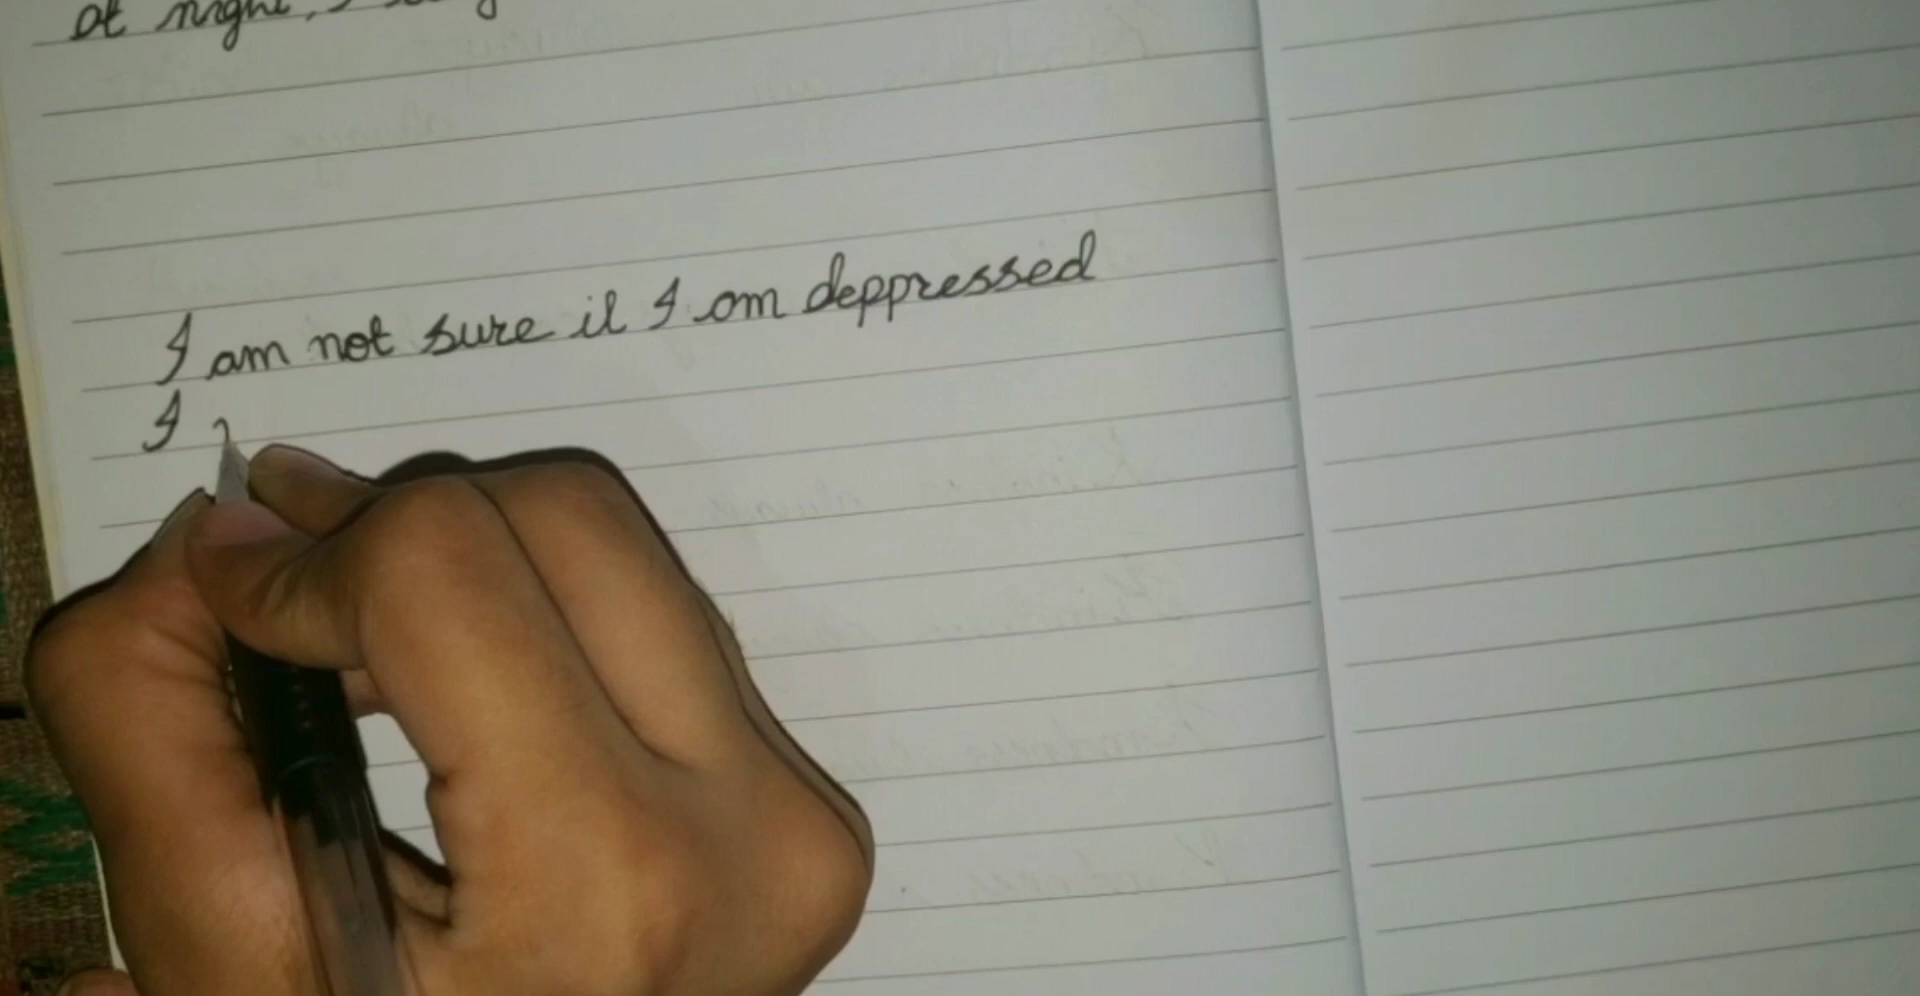 at night, I
I am not sure if I am deppressed
I